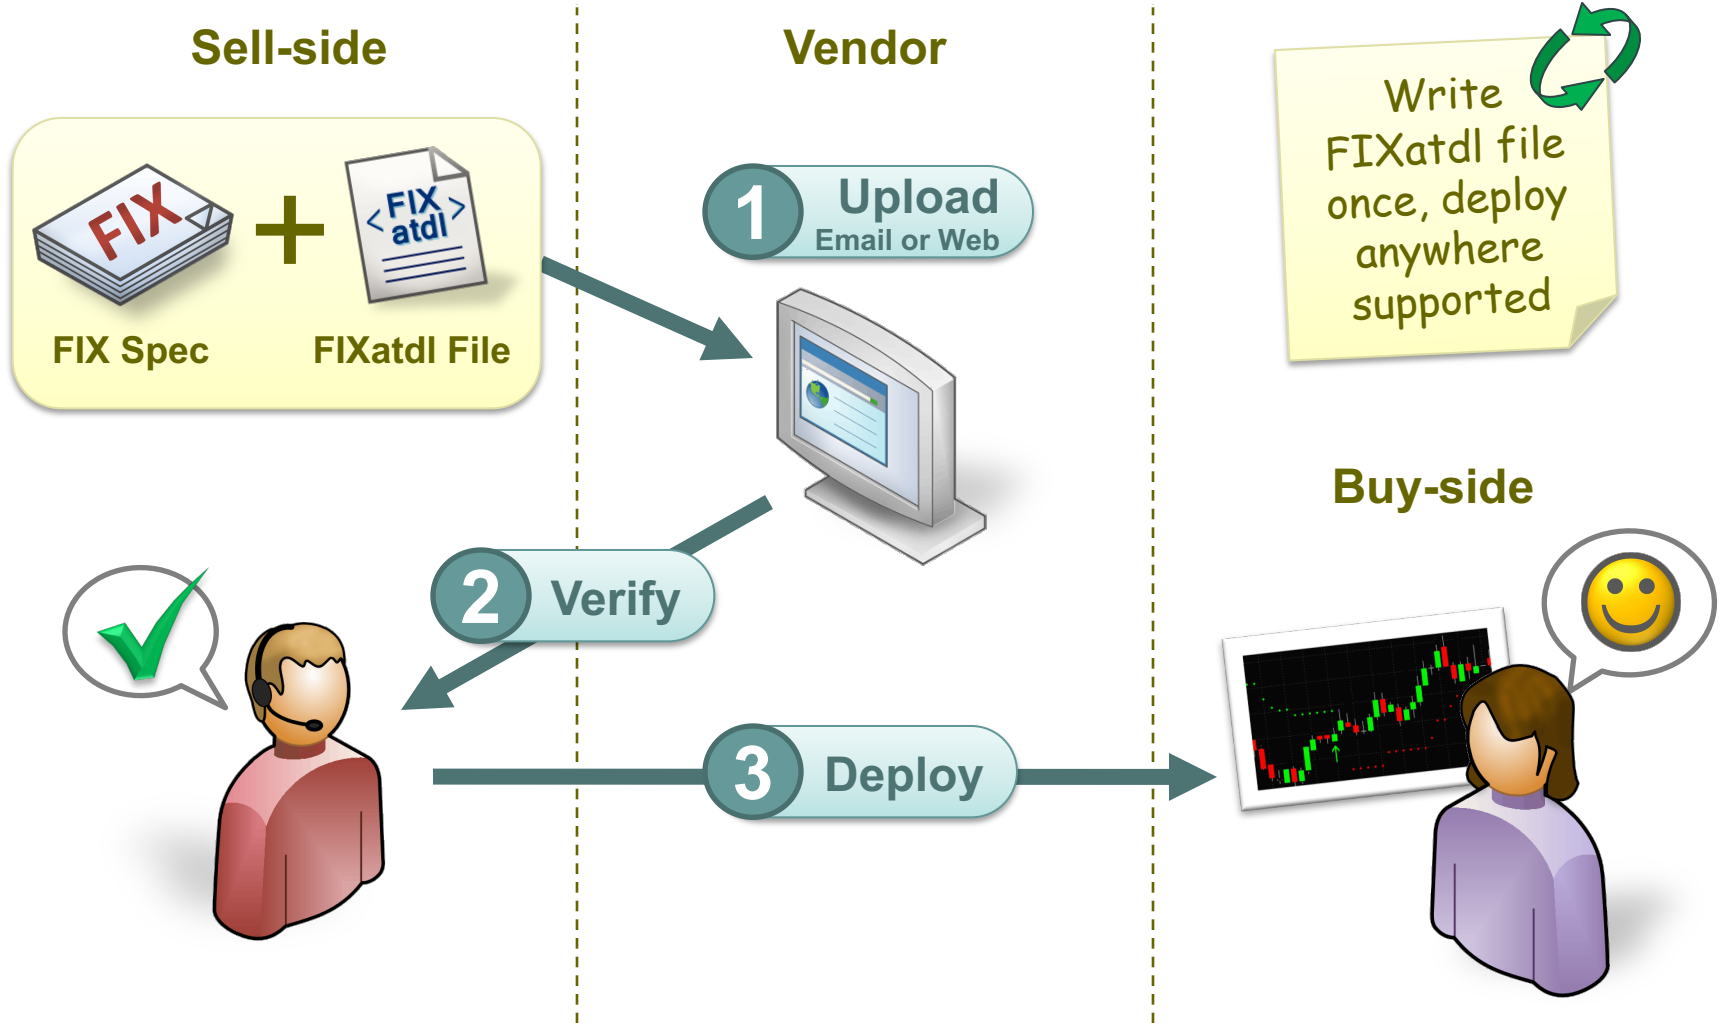 Sell-side
Vendor
Write
FIXatdl file
once, deploy
anywhere
supported
FIX
<FIX>
atdl
FIX Spec
FIXatdl File
1
Upload
Email or Web
Buy-side
2
Verify
3
Deploy